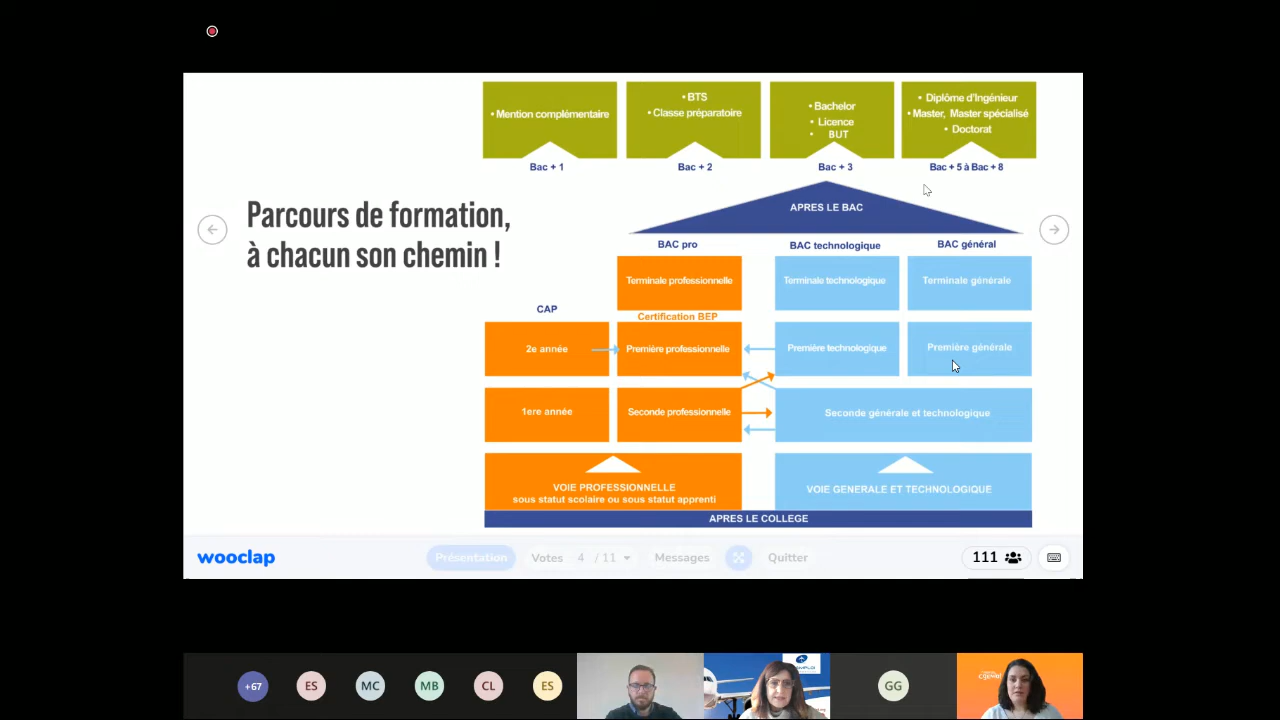 • Mention complémentaire
• BTS
• Classe préparatoire
• Bachelor
• Licence
• BUT
• Diplôme d'Ingénieur
• Master, Master spécialisé
• Doctorat
Bac + 1
Bac + 2
Bac + 3
Bac + 5 à Bac + 8
Parcours de formation,
à chacun son chemin !
APRES LE BAC
BAC pro
BAC technologique
BAC général
Terminale professionnelle
Terminale technologique
Terminale générale
CAP
Certification BEP
2e année
Première professionnelle
Première technologique
Première générale
1ere année
Seconde professionnelle
Seconde générale et technologique
VOIE PROFESSIONNELLE
sous statut scolaire ou sous statut apprenti
VOIE GENERALE ET TECHNOLOGIQUE
APRES LE COLLEGE
wooclap
Présentation
Votes 4 / 11
Messages
Quitter
111
+67
ES
MC
MB
CL
ES
GG